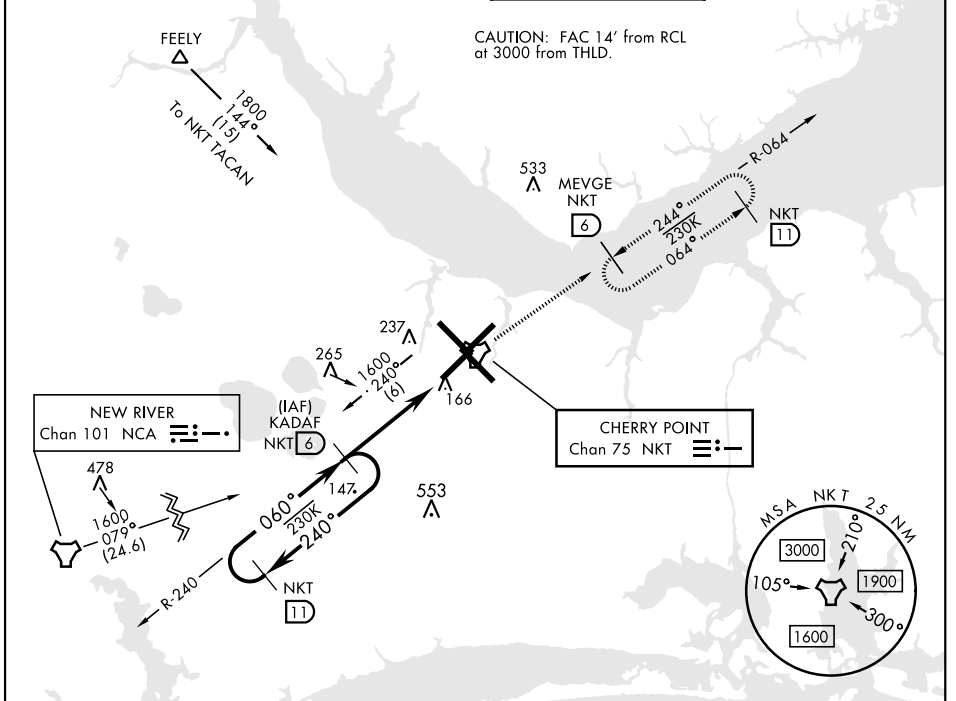 CAUTION: FAC 14' from RCL
at 3000 from THLD.
FEELY
1800
144°
(15)
To NKT TACAN
533
MEVGE
NKT
6
R-064
244°
230K
064°
NKT
11
237
265
1600
240°
(6)
166
(IAF)
KADAF
NKT 6
NEW RIVER
Chan 101 NCA
CHERRY POINT
Chan 75 NKT
478
1600
079°
(24.6)
147
553
060°
230K
240°
R-240
NKT
11
MSA NKT 25 NM
3000
210°
105°
1900
300°
1600